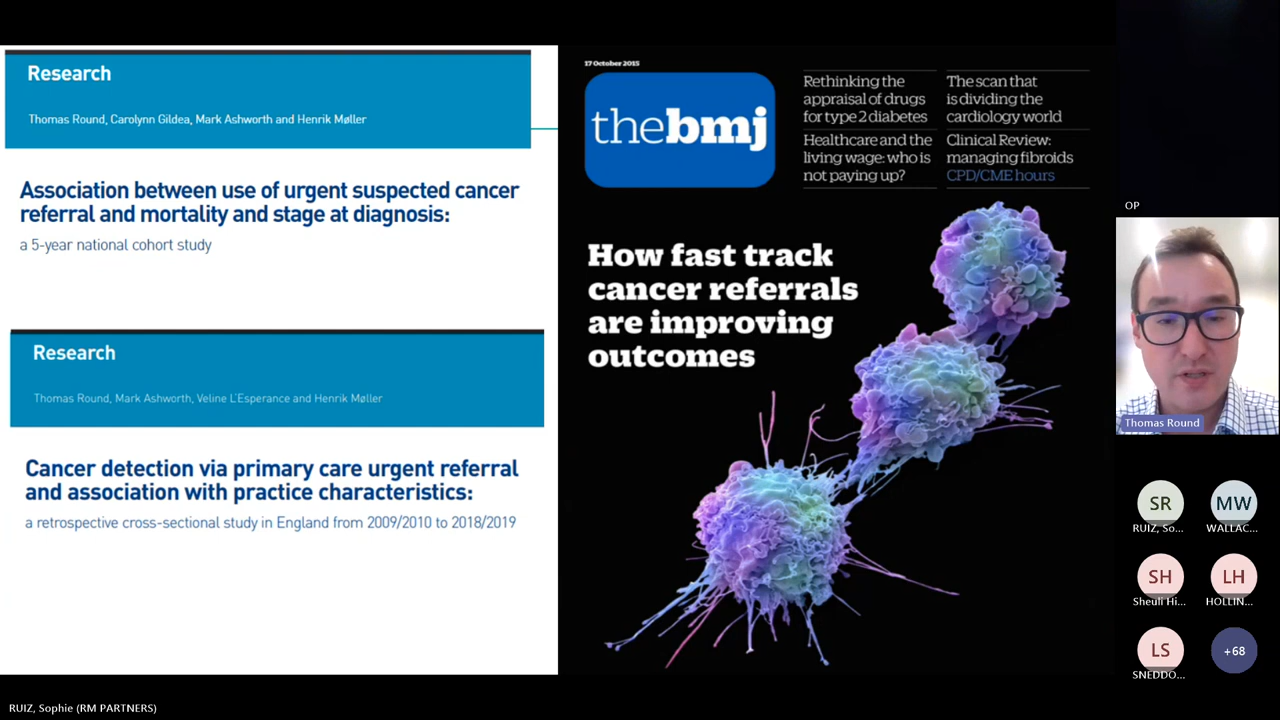 Research
Thomas Round, Carolynn Gildea, Mark Ashworth and Henrik Møller
Association between use of urgent suspected cancer
referral and mortality and stage at diagnosis:
a 5-year national cohort study
Research
Thomas Round, Mark Ashworth, Veline L'Esperance and Henrik Møller
Cancer detection via primary care urgent referral
and association with practice characteristics:
a retrospective cross-sectional study in England from 2009/2010 to 2018/2019
17 October 2015
thebmj
Rethinking the
appraisal of drugs
for type 2 diabetes
Healthcare and the
living wage: who is
not paying up?
The scan that
is dividing the
cardiology world
Clinical Review:
managing fibroids
CPD/CME hours
How fast track
cancer referrals
are improving
outcomes
OP
Thomas Round
SR
RUIZ, So...
MW
WALLAC...
SH
Sheuli Hi...
LH
HOLLIN...
LS
SNEDDO...
+68
RUIZ, Sophie (RM PARTNERS)